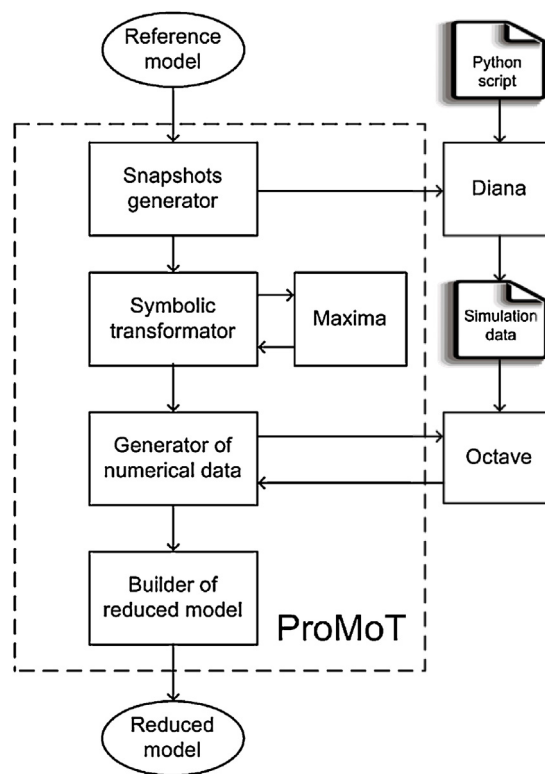 Reference
model
Python
script
Snapshots
generator
Diana
Symbolic
transformator
Maxima
Simulation
data
Generator of
numerical data
Octave
Builder of
reduced model
ProMoT
Reduced
model